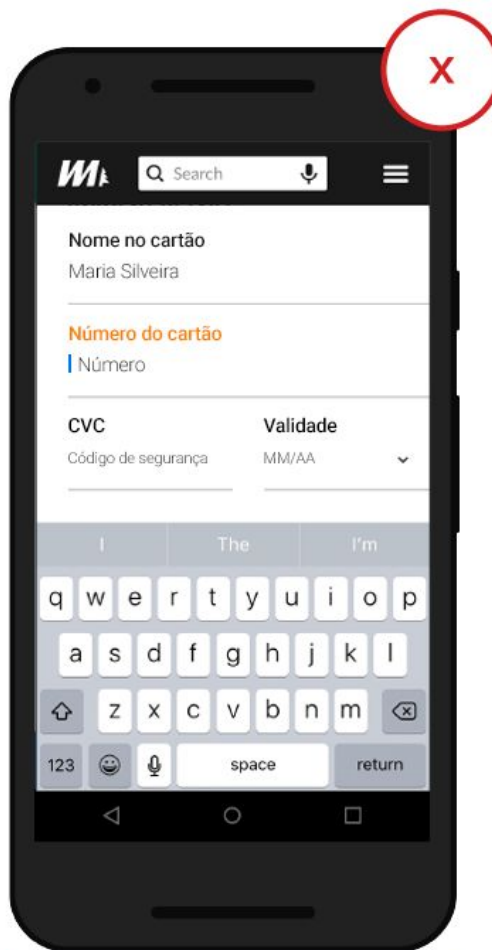 X
M
Search
Nome no cartão
Maria Silveira
Número do cartão
Número
CVC Validade
Código de segurança MM/AA
I The I'm
q w e r t y u i o p
a s d f g h j k l
z x c v b n m
123 space return